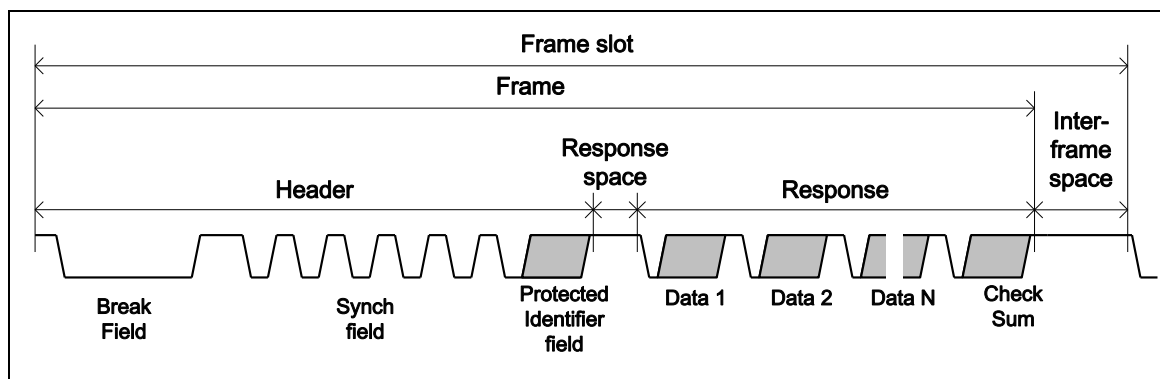 Frame slot
Frame
Inter-
frame
space
Response
space
Header
Response
Break
Field
Synch
field
Protected
Identifier
field
Data 1
Data 2
Data N
Check
Sum